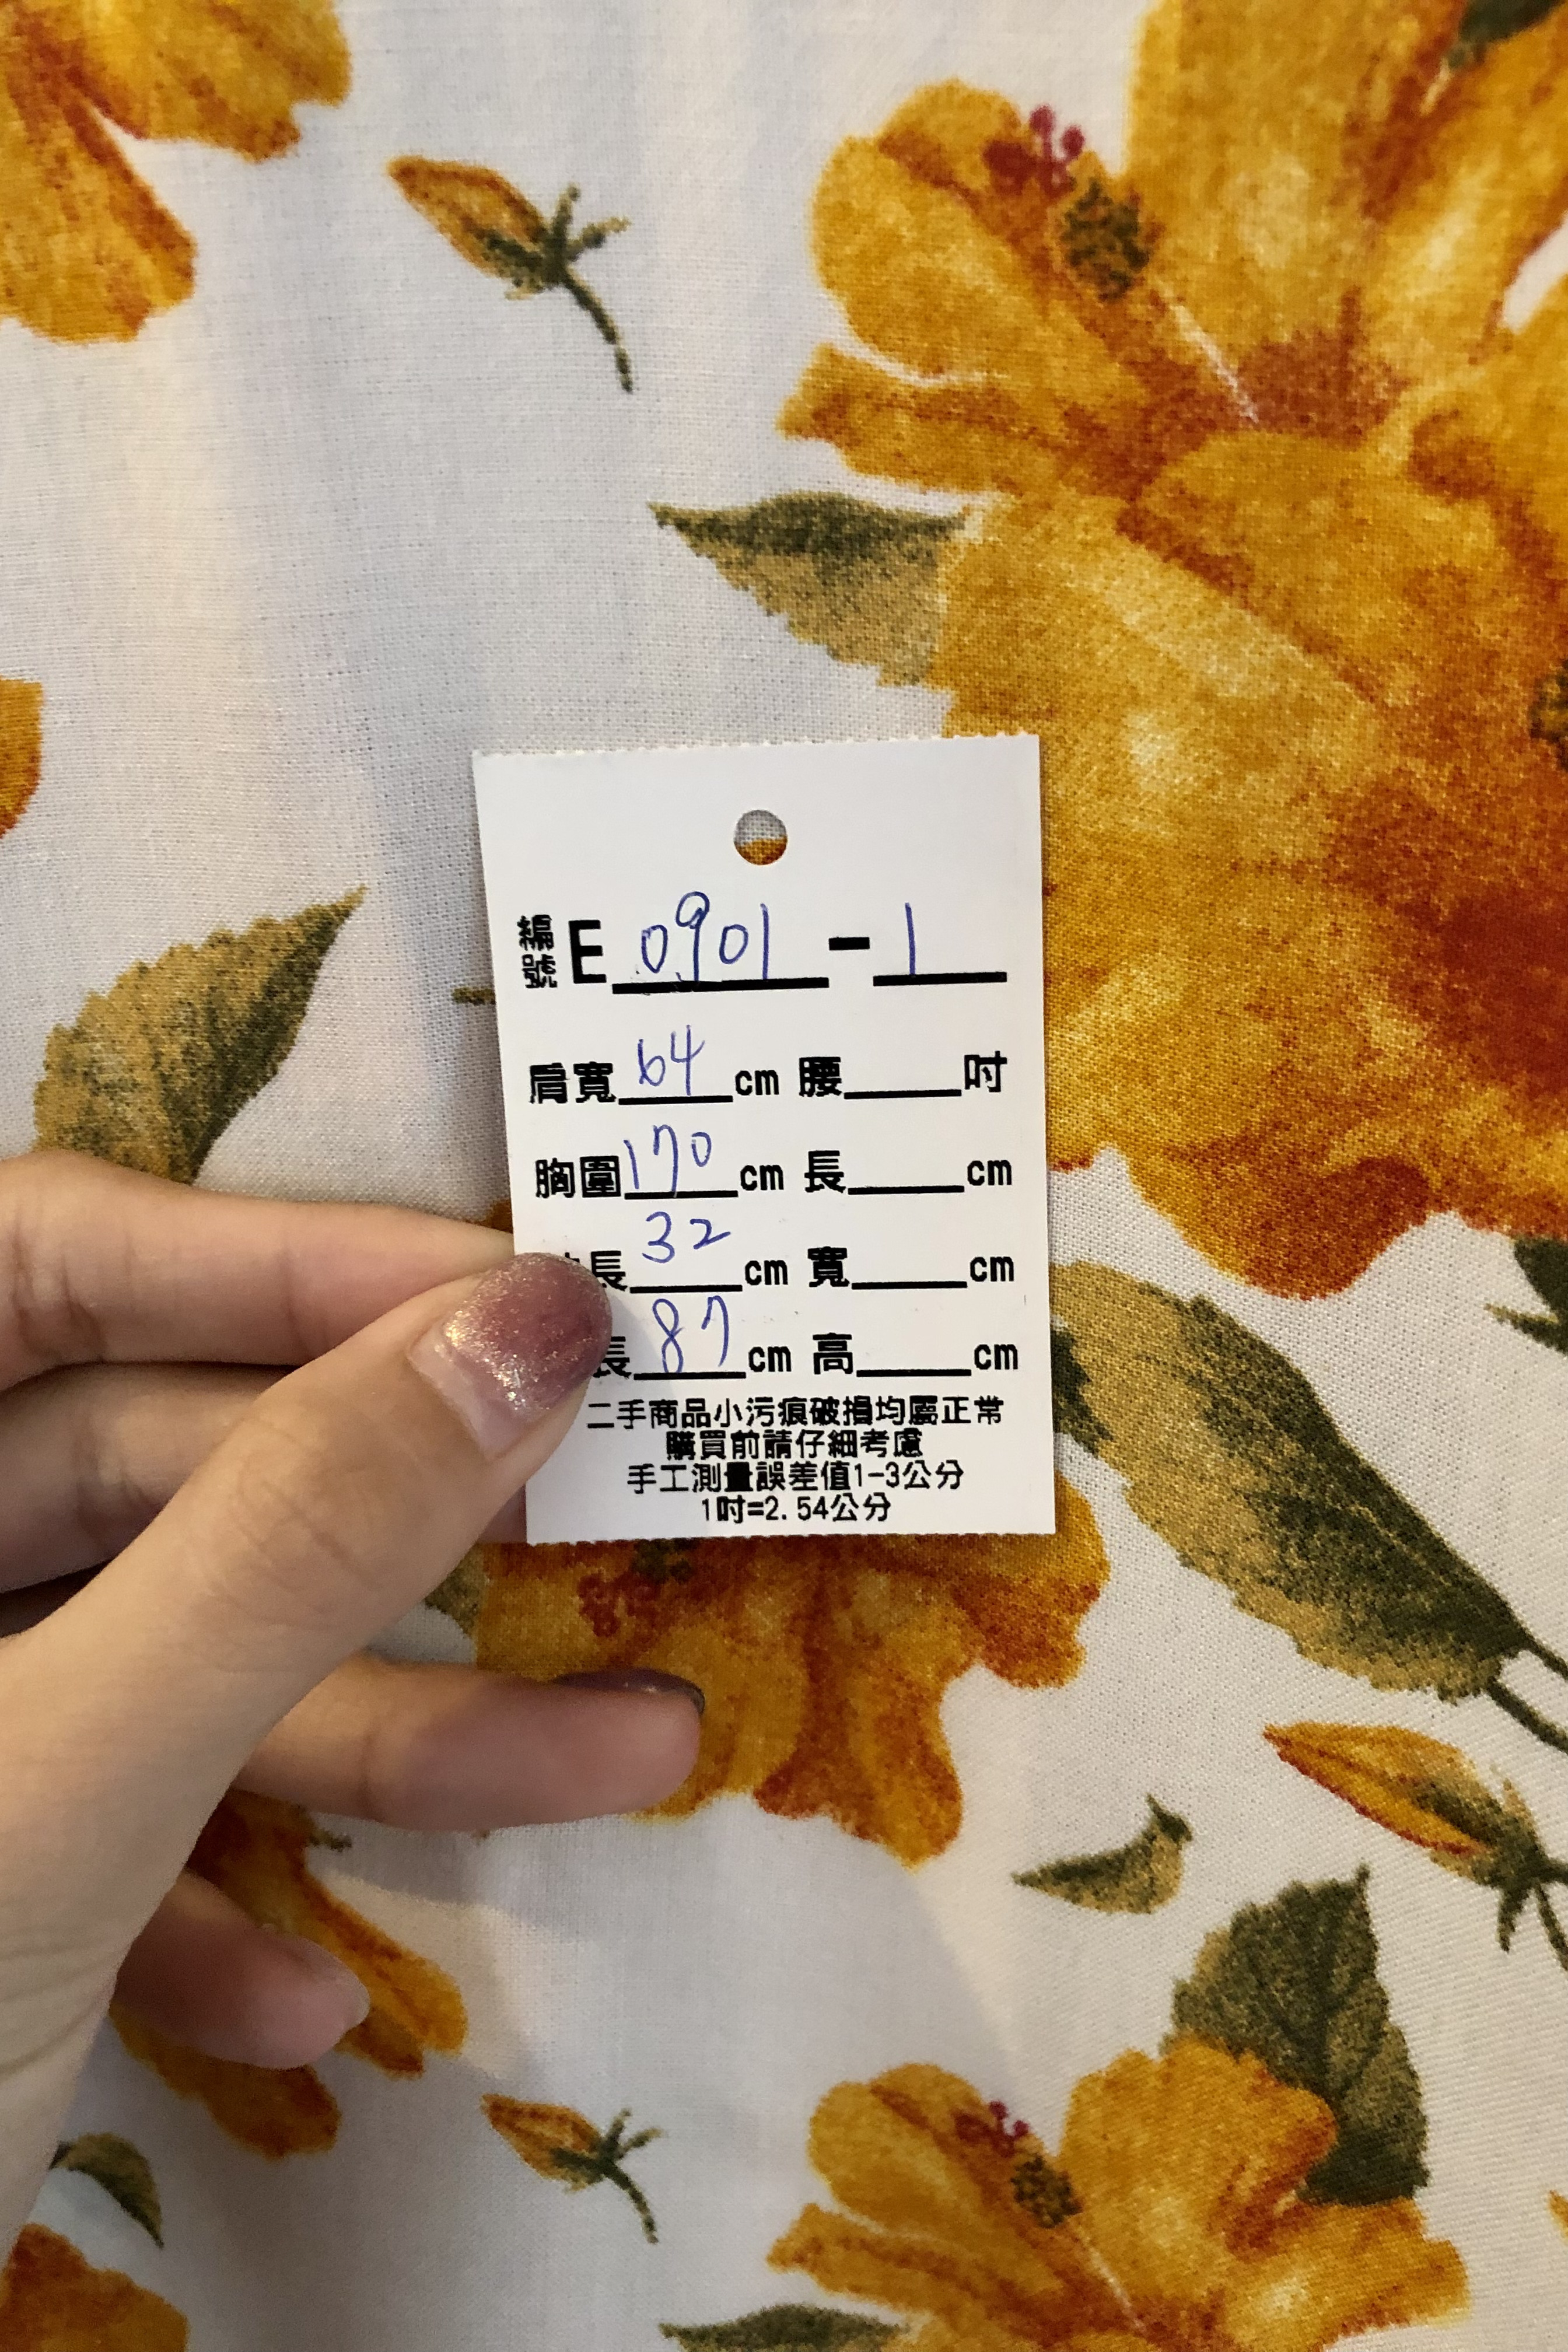 編號 E 0901 - 1
肩寬 64 cm 腰 吋
胸圍 170 cm 長 cm
長 32 cm 寬 cm
長 87 cm 高 cm
二手商品小污痕破損均屬正常
購買前請仔細考慮
手工測量誤差值1-3公分
1吋=2.54公分